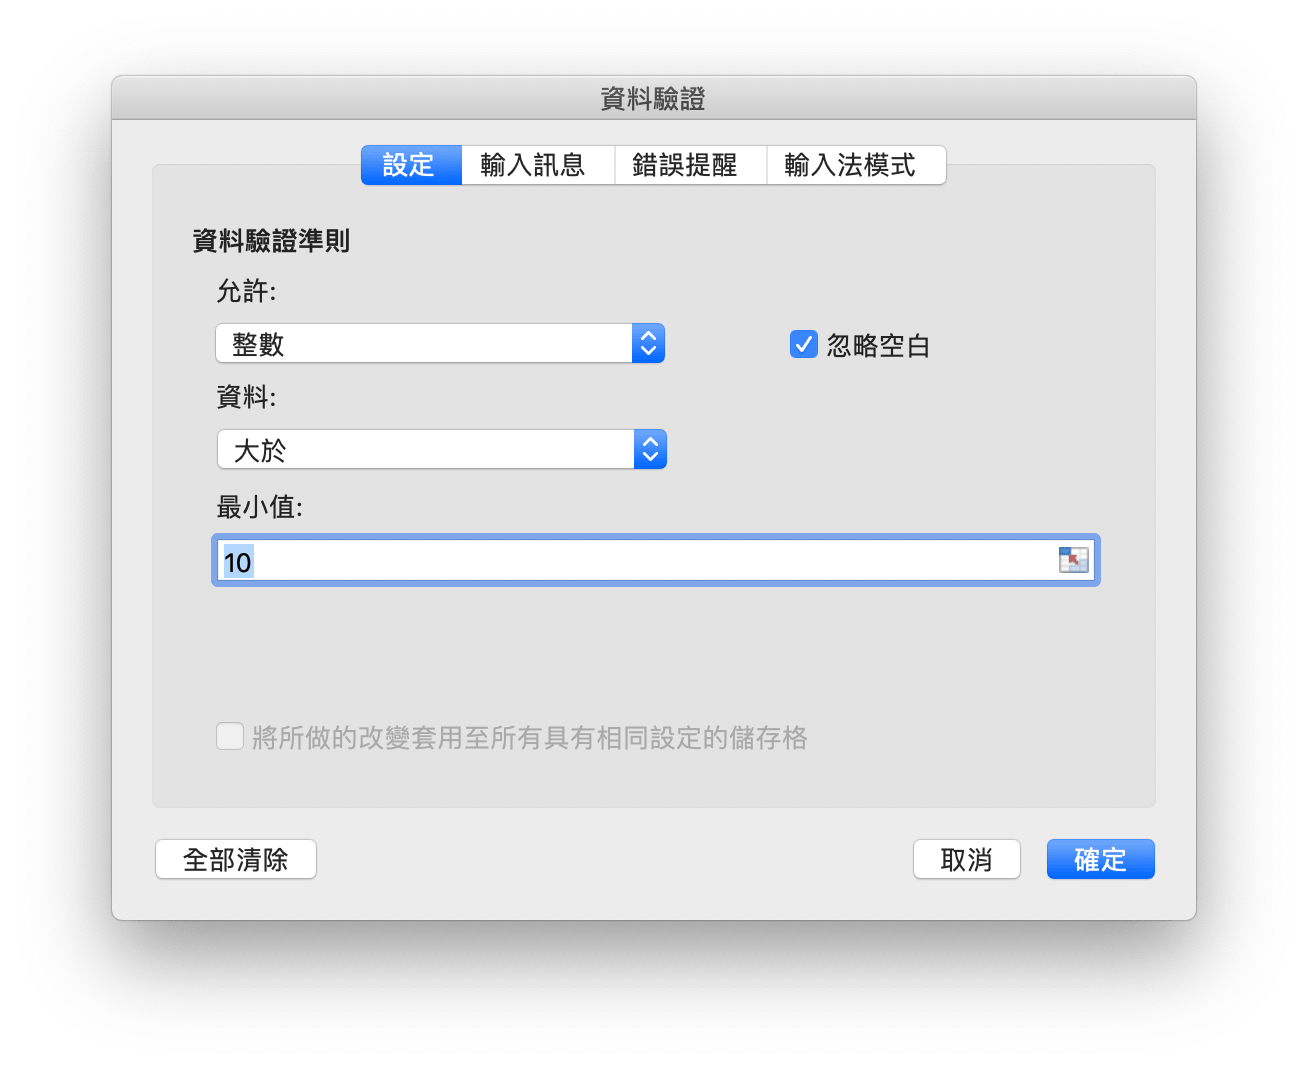 資料驗證
設定 輸入訊息 錯誤提醒 輸入法模式
資料驗證準則
允許:
整數 忽略空白
資料:
大於
最小值:
10
將所做的改變套用至所有具有相同設定的儲存格
全部清除 取消 確定